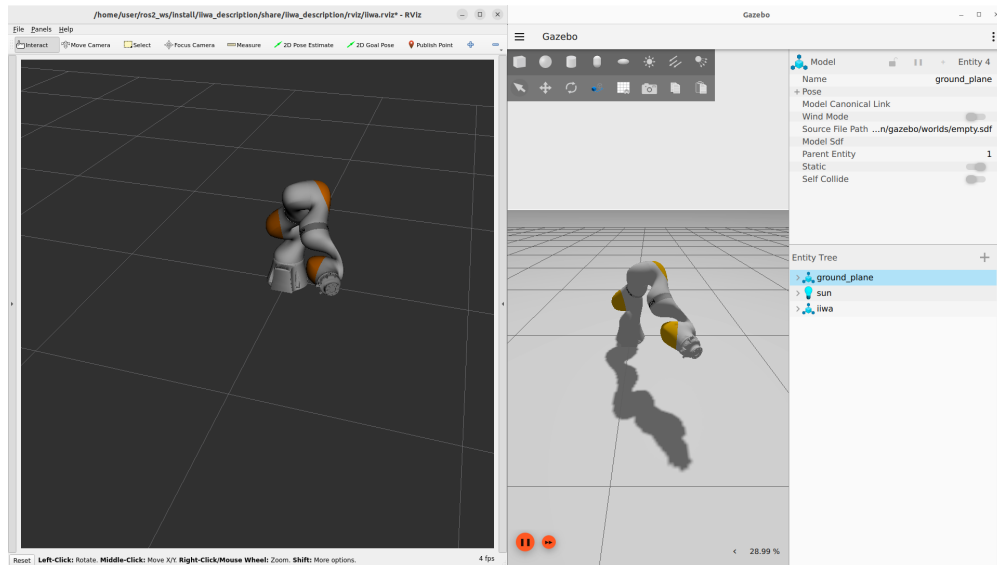 /home/user/ros2_ws/install/iiwa_description/share/iiwa_description/rviz/iiwa.rviz* - RViz
File Panels Help
Interact Move Camera Select Focus Camera Measure 2D Pose Estimate 2D Goal Pose Publish Point
Reset Left-Click: Rotate. Middle-Click: Move X/Y. Right-Click/Mouse Wheel: Zoom. Shift: More options. 4 fps
Gazebo
Gazebo
28.99 %
Model Entity 4
Name ground_plane
Pose
Model Canonical Link
Wind Mode
Source File Path ...n/gazebo/worlds/empty.sdf
Model Sdf
Parent Entity 1
Static
Self Collide
Entity Tree
ground_plane
sun
iiwa